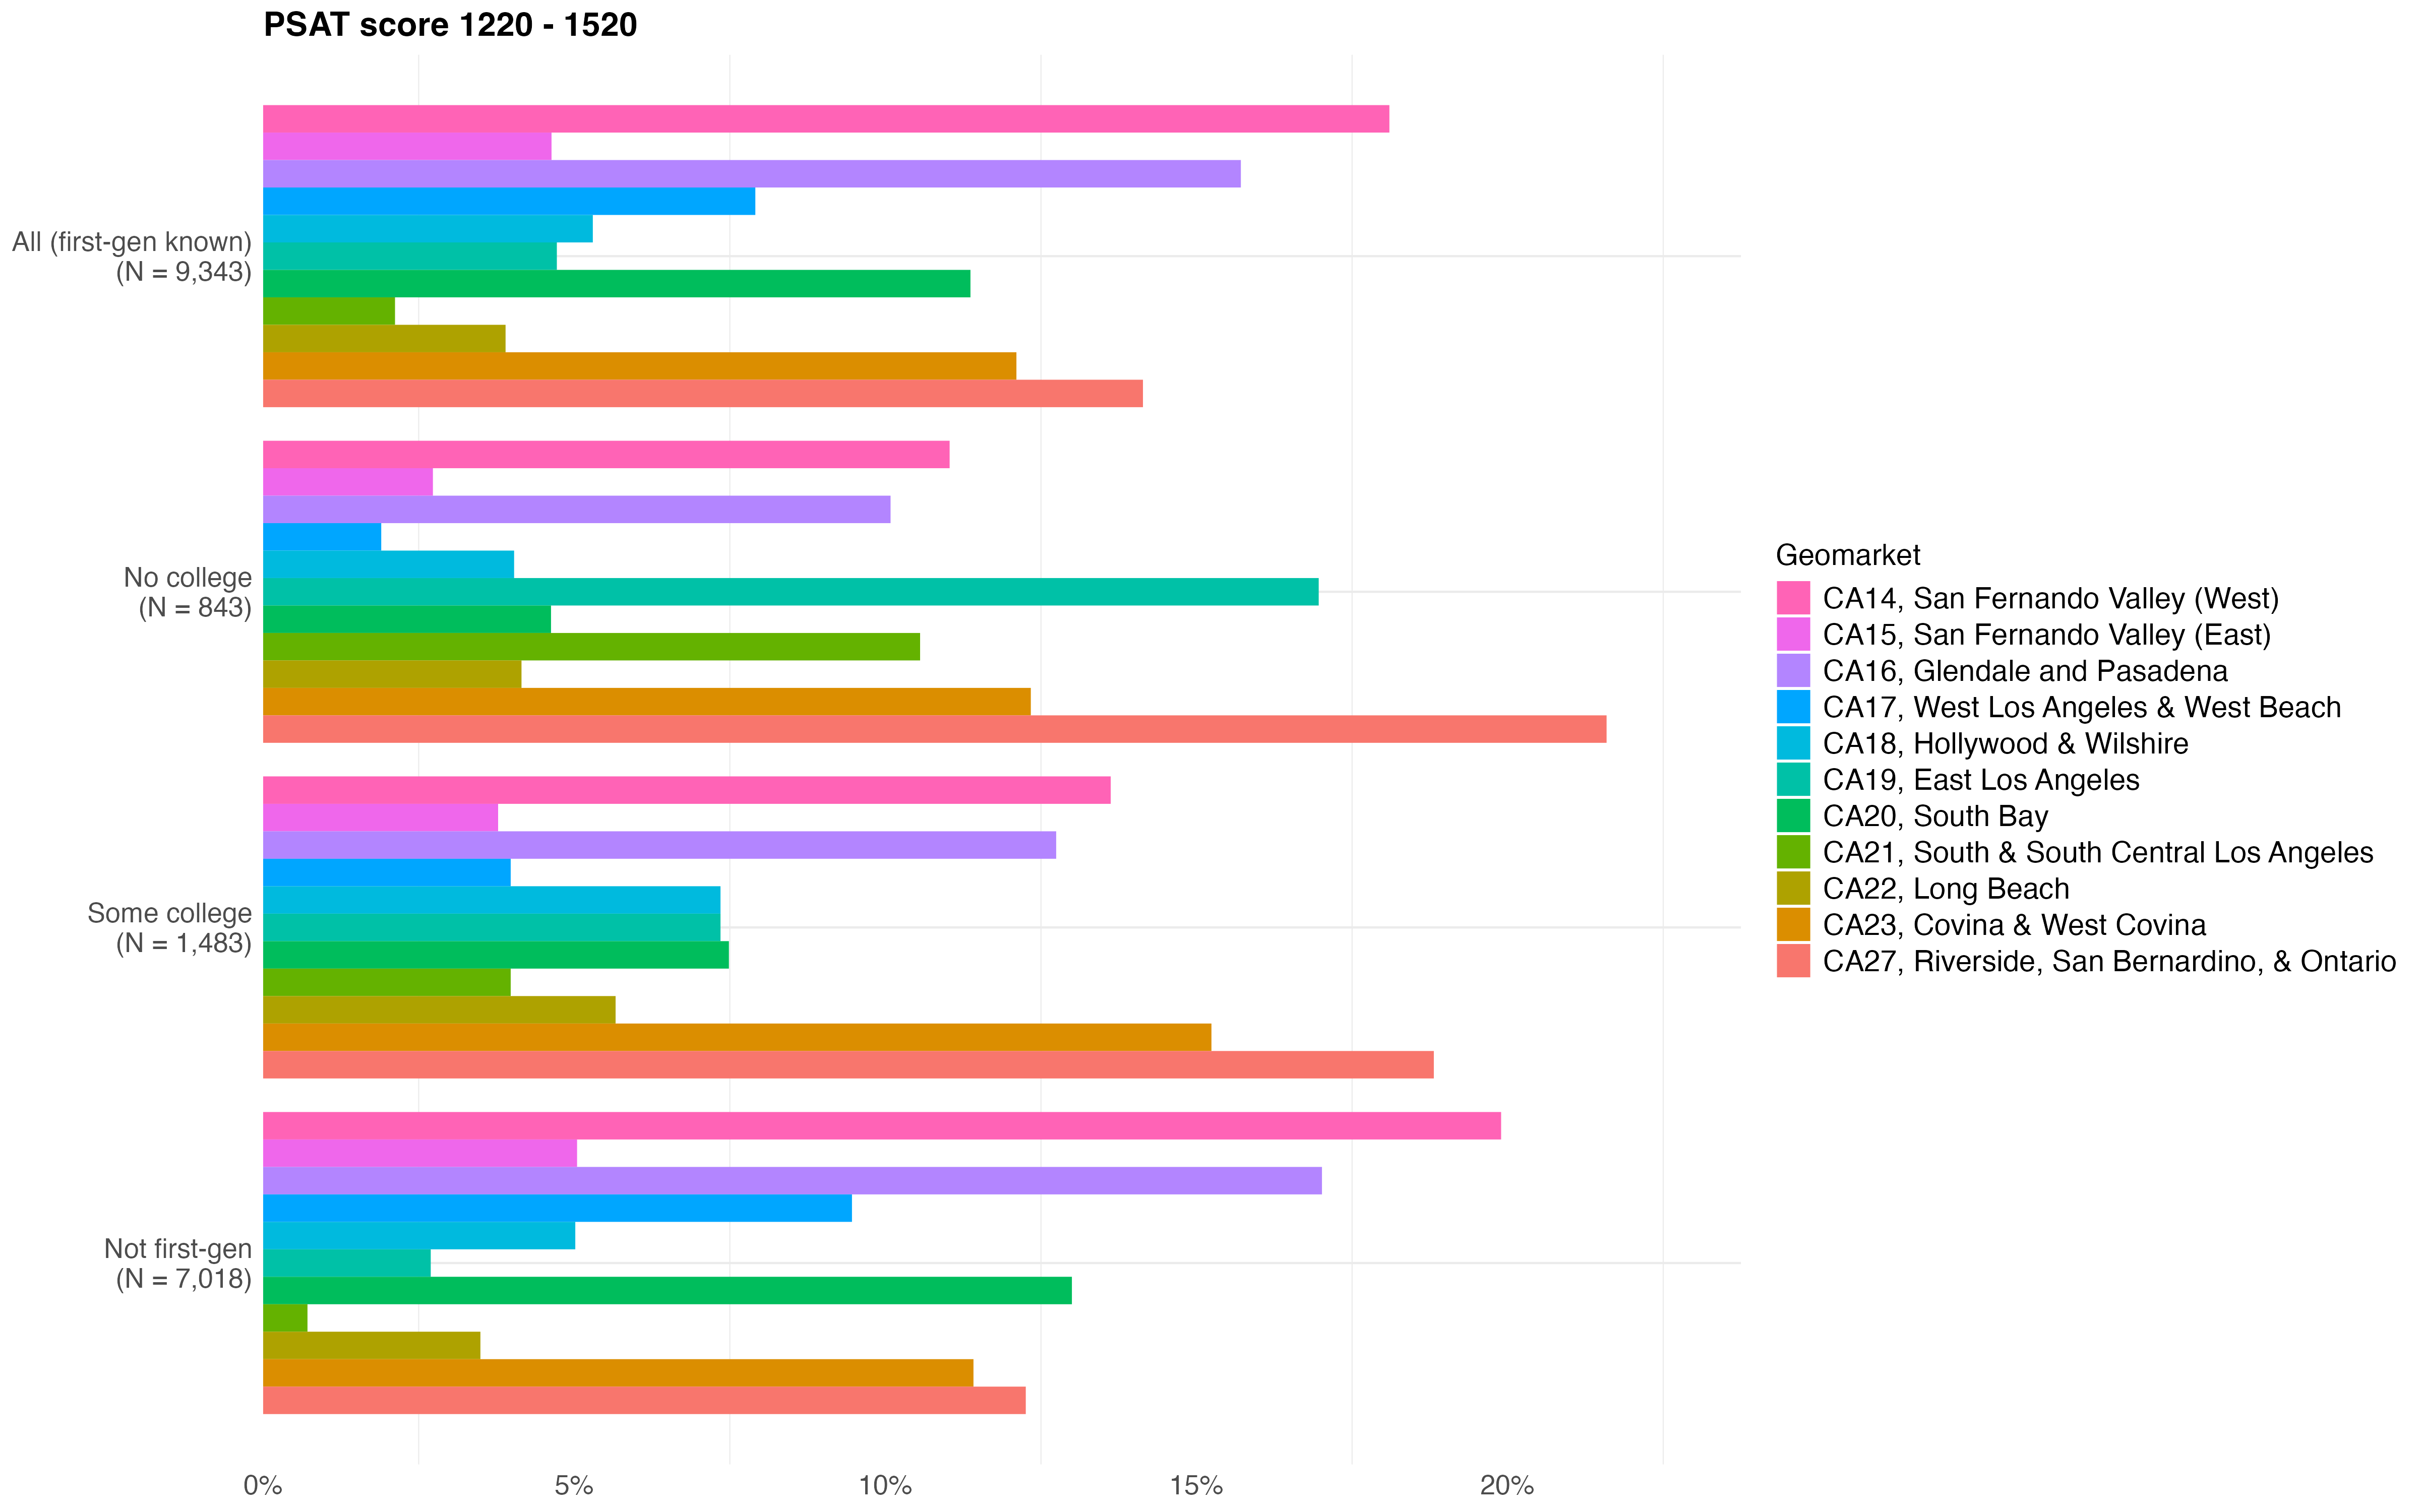 PSAT score 1220 - 1520
All (first-gen known)
(N = 9,343)
No college
(N = 843)
Some college
(N = 1,483)
Not first-gen
(N = 7,018)
0%
5%
10%
15%
20%
Geomarket
CA14, San Fernando Valley (West)
CA15, San Fernando Valley (East)
CA16, Glendale and Pasadena
CA17, West Los Angeles & West Beach
CA18, Hollywood & Wilshire
CA19, East Los Angeles
CA20, South Bay
CA21, South & South Central Los Angeles
CA22, Long Beach
CA23, Covina & West Covina
CA27, Riverside, San Bernardino, & Ontario